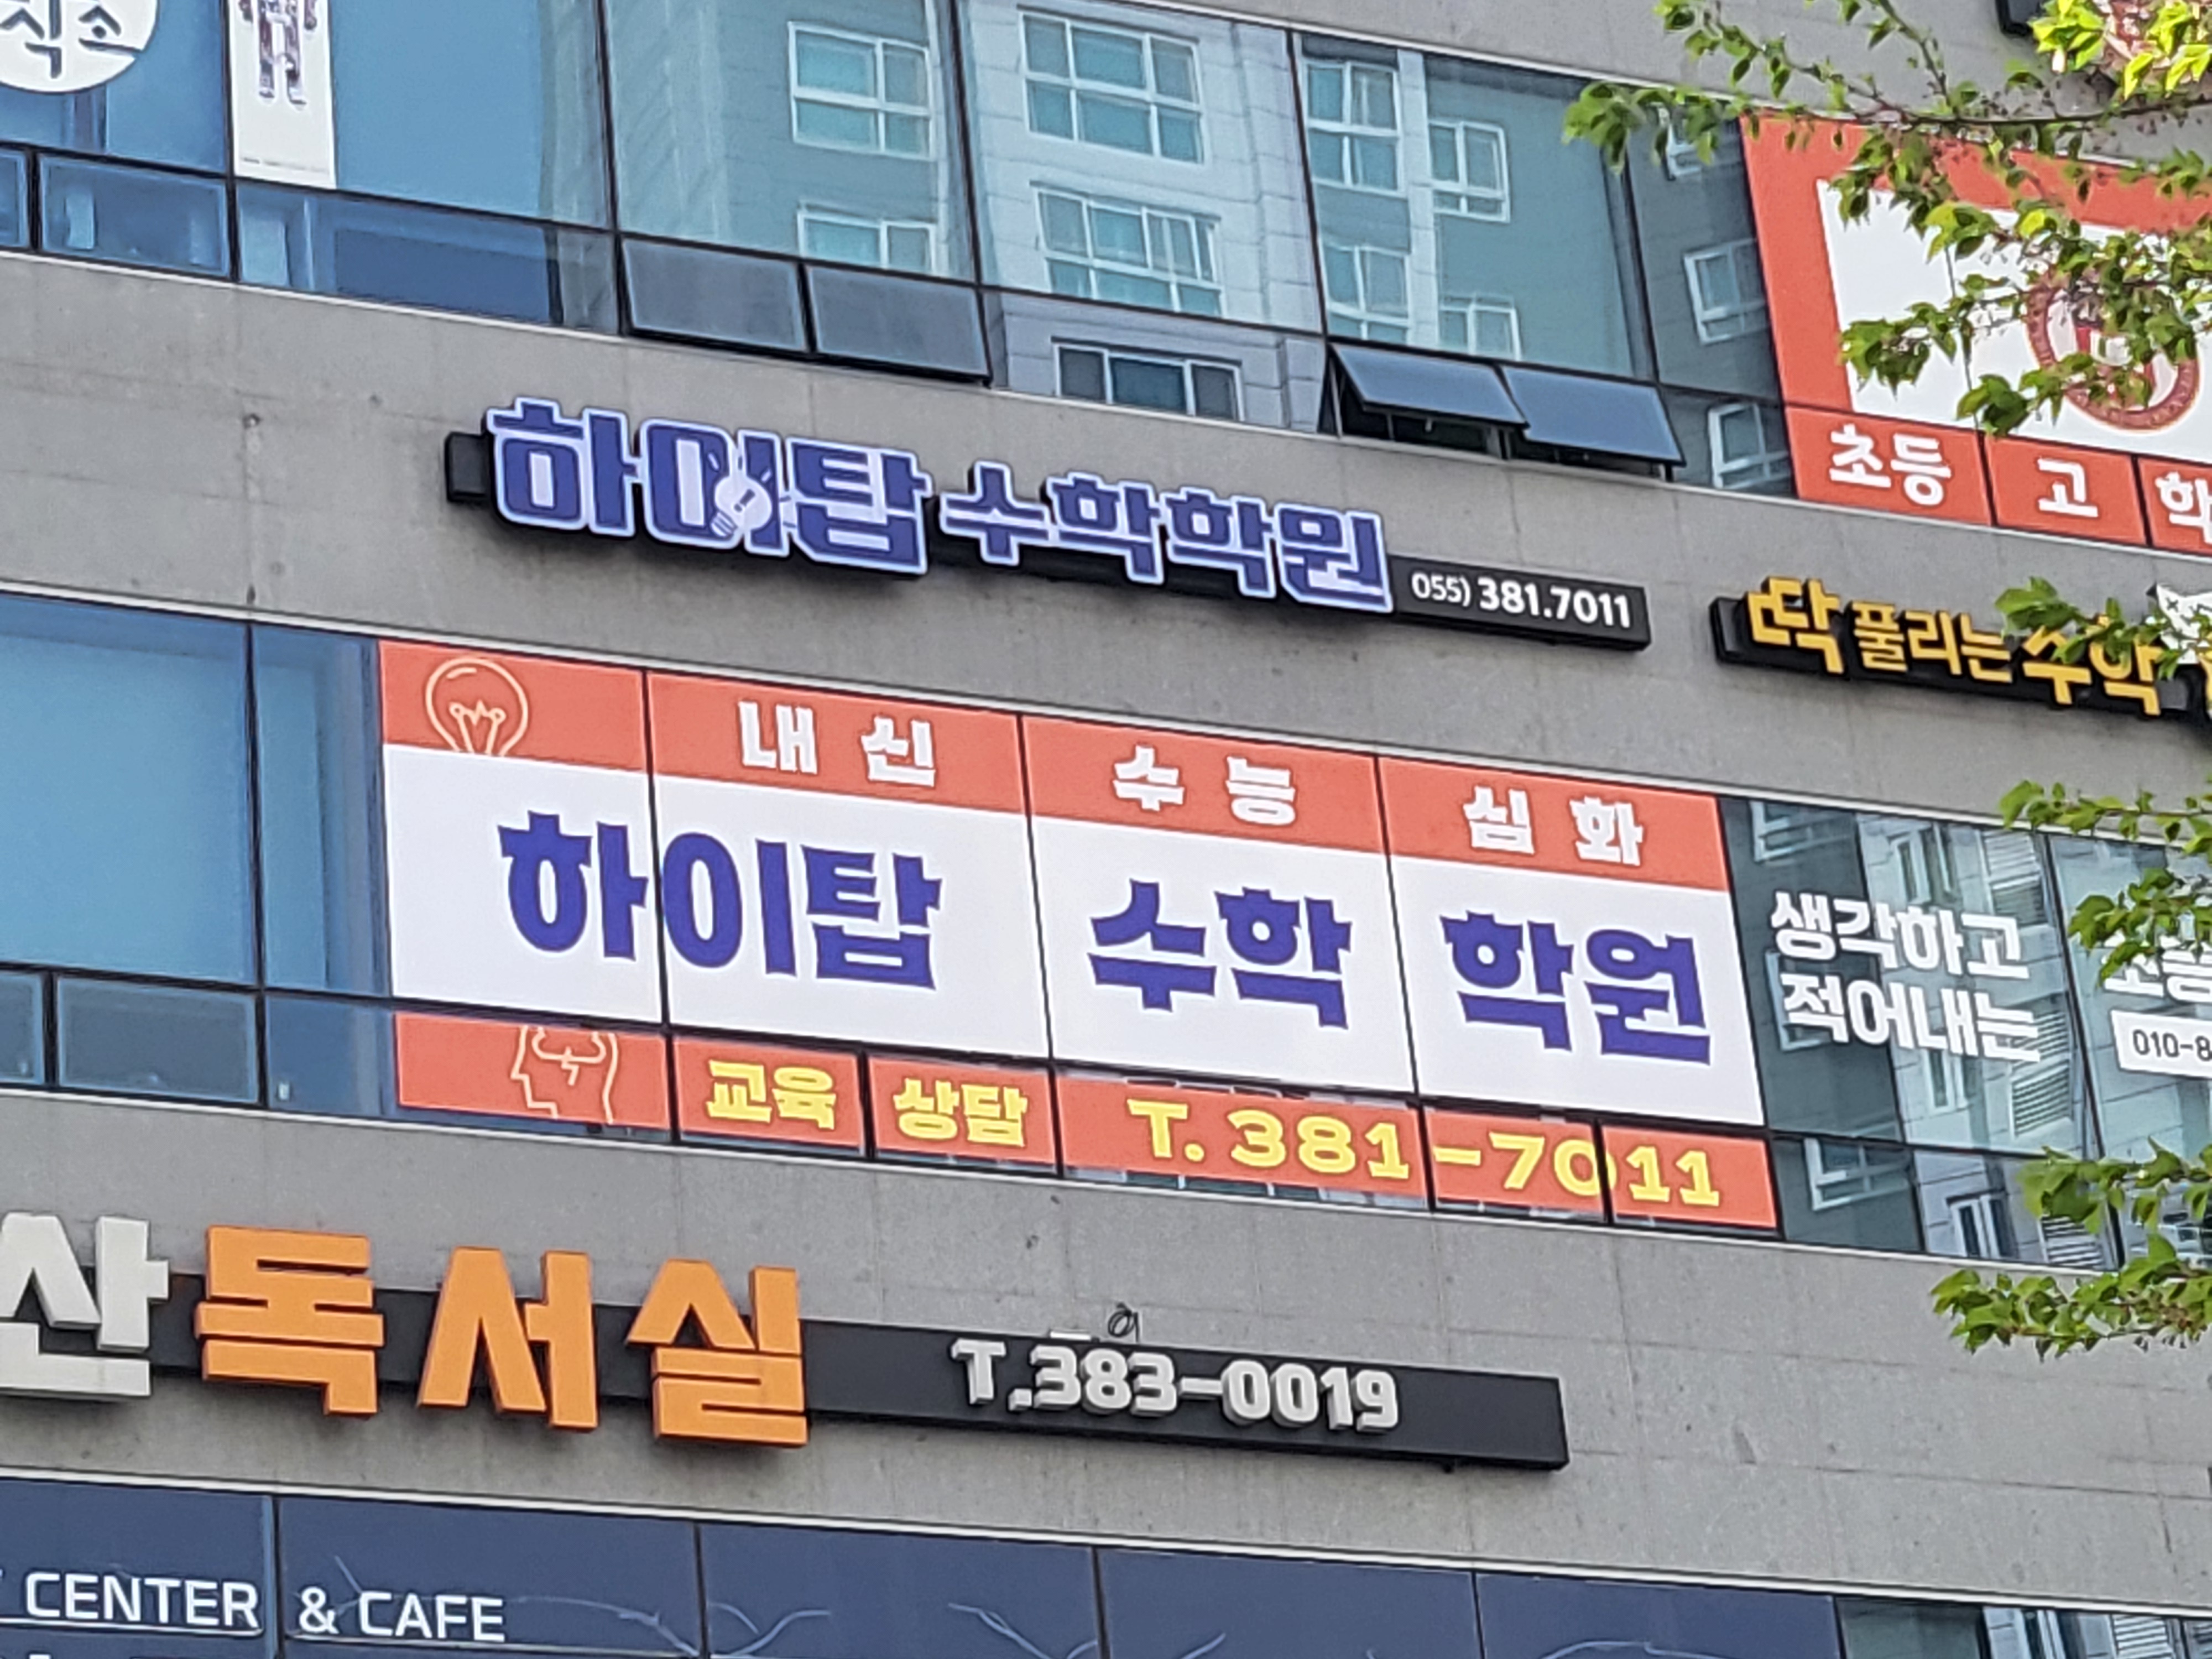 식소
초등 고 학
하이탑 수학학원 055) 381.7011
딱 풀리는 수학
내신 수능 심화
하이탑 수학 학원
생각하고
적어내는
010-8
교육 상담 T. 381-7011
산독서실 T.383-0019
CENTER & CAFE